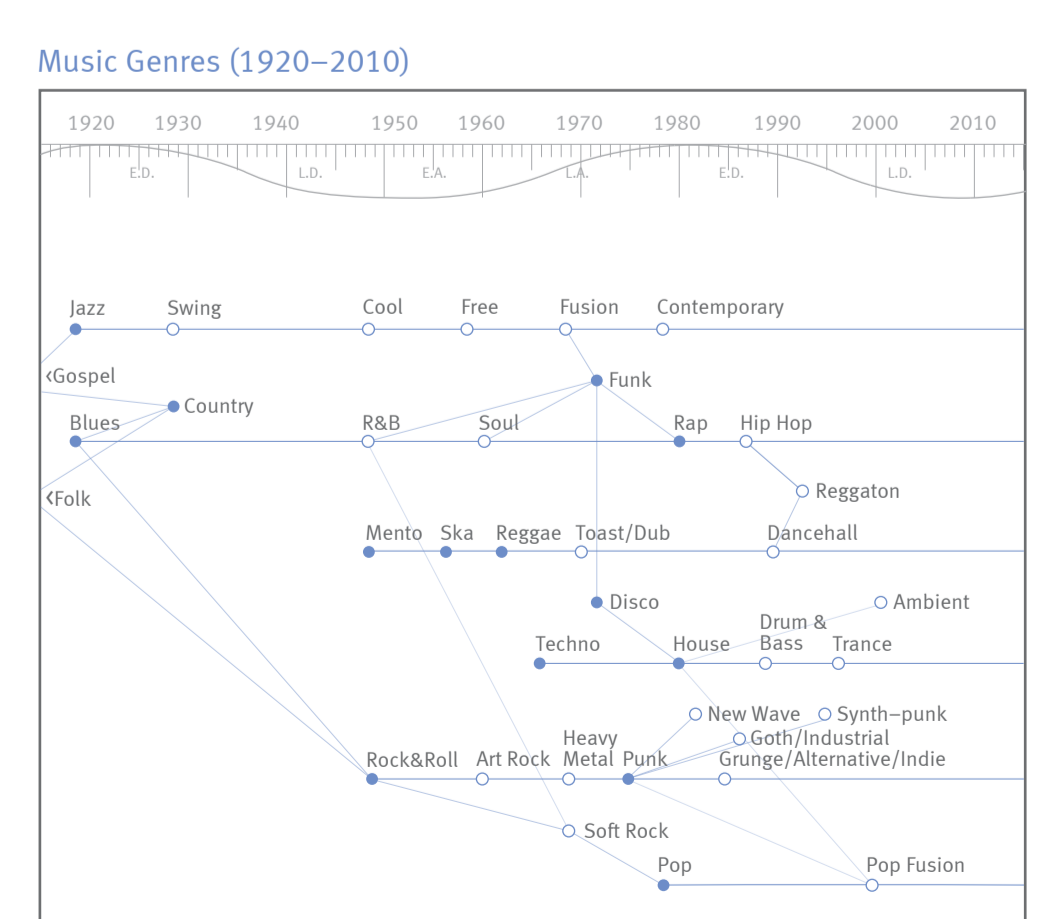 Music Genres (1920–2010)
1920 1930 1940 1950 1960 1970 1980 1990 2000 2010
E.D. L.D. E.A. L.A. E.D. L.D.
Jazz Swing Cool Free Fusion Contemporary
‹Gospel
Funk
Country
Blues R&B Soul Rap Hip Hop
‹Folk
Reggaton
Mento Ska Reggae Toast/Dub Dancehall
Disco
Ambient
Drum &
Techno House Bass Trance
New Wave Synth–punk
Heavy Goth/Industrial
Rock&Roll Art Rock Metal Punk Grunge/Alternative/Indie
Soft Rock
Pop Pop Fusion